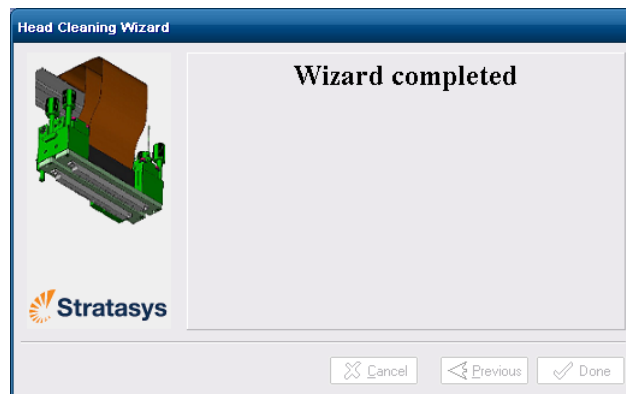 Head Cleaning Wizard
Wizard completed
Stratasys
Cancel
Previous
Done